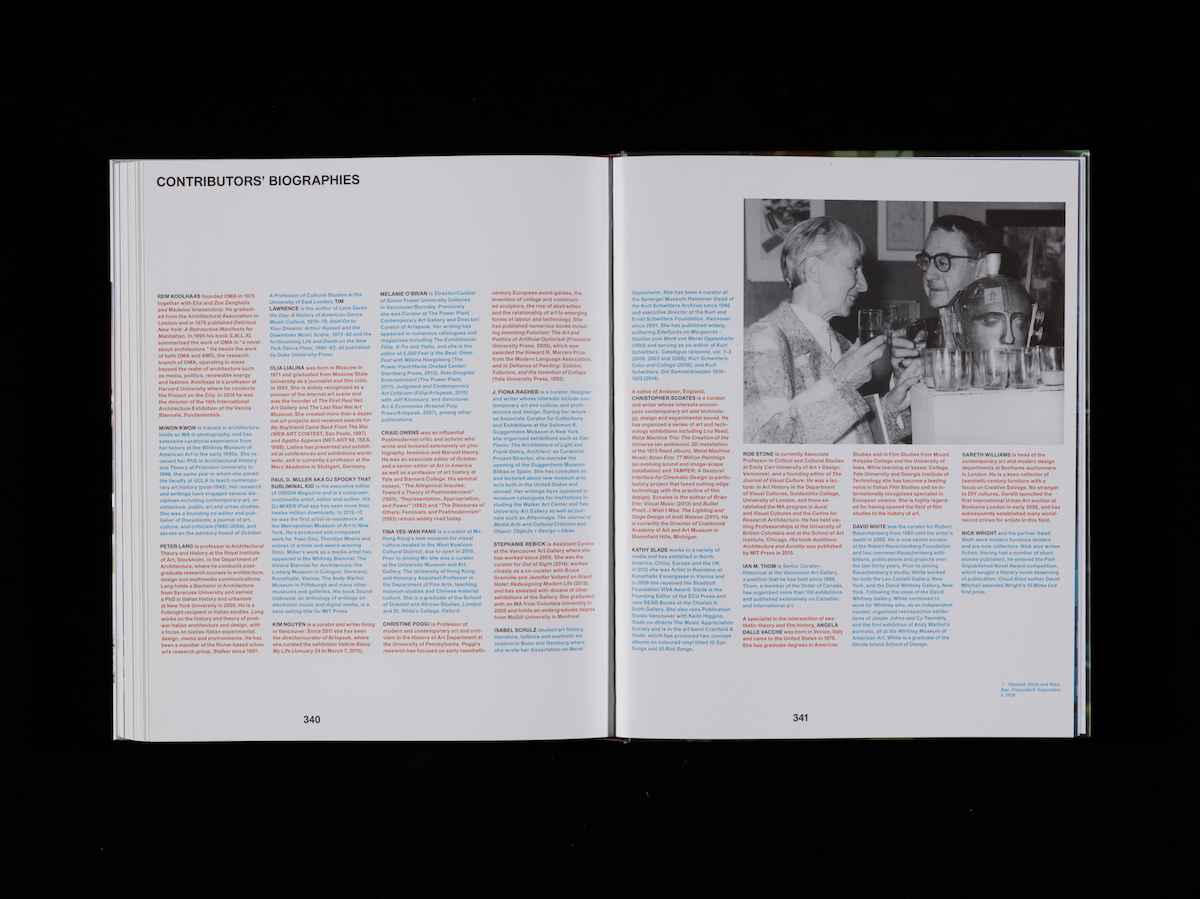 CONTRIBUTORS' BIOGRAPHIES
REM KOOLHAAS founded OMA in 1975
together with Elia and Zoe Zenghelis
and Madelon Vriesendorp. He graduat-
ed from the Architectural Association in
London and in 1978 published Delirious
New York: A Retroactive Manifesto for
Manhattan. In 1995 his book S,M,L,XL
summarized the work of OMA in "a novel
about architecture." He heads the work
of both OMA and AMO, the research
branch of OMA, operating in areas
beyond the realm of architecture such
as media, politics, renewable energy
and fashion. Koolhaas is a professor at
Harvard University where he conducts
the Project on the City. In 2014 he was
the director of the 14th International
Architecture Exhibition of the Venice
Biennale, Fundamentals.
MIWON KWON is trained in architecture,
holds an MA in photography, and has
extensive curatorial experience from
her tenure at the Whitney Museum of
American Art in the early 1990s. She re-
ceived her PhD in Architectural History
and Theory at Princeton University in
1998, the same year in which she joined
the faculty at UCLA to teach contempo-
rary art history (post-1945). Her research
and writings have engaged several dis-
ciplines including contemporary art, ar-
chitecture, public art and urban studies.
She was a founding co-editor and pub-
lisher of Documents, a journal of art,
culture, and criticism (1992–2004), and
serves on the advisory board of October.
PETER LANG is professor in Architectural
Theory and History at the Royal Institute
of Art, Stockholm, in the Department of
Architecture, where he conducts post-
graduate research courses in architecture,
design and multimedia communications.
Lang holds a Bachelor in Architecture
from Syracuse University and earned
a PhD in Italian history and urbanism
at New York University in 2000. He is a
Fulbright recipient in Italian studies. Lang
works on the history and theory of post-
war Italian architecture and design, with
a focus on sixties Italian experimental
design, media and environments. He has
been a member of the Rome-based urban
arts research group, Stalker since 1997.
A Professor of Cultural Studies at the
University of East London, TIM
LAWRENCE is the author of Love Saves
the Day: A History of American Dance
Music Culture, 1970–79; Hold On to
Your Dreams: Arthur Russell and the
Downtown Music Scene, 1973–92 and the
forthcoming Life and Death on the New
York Dance Floor, 1980–83; all published
by Duke University Press.
OLIA LIALINA was born in Moscow in
1971 and graduated from Moscow State
University as a journalist and film critic
in 1993. She is widely recognized as a
pioneer of the internet art scene and
was the founder of The First Real Net
Art Gallery and The Last Real Net Art
Museum. She created more than a dozen
net art projects and received awards for
My Boyfriend Came Back From The War
(WEB ART CONTEST, Sao Paulo, 1997)
and Agatha Appears (NET-ART'98, ISEA,
1998). Lialina has presented and exhibit-
ed at conferences and exhibitions world-
wide, and is currently a professor at the
Merz Akademie in Stuttgart, Germany.
PAUL D. MILLER AKA DJ SPOOKY THAT
SUBLIMINAL KID is the executive editor
of ORIGIN Magazine and is a composer,
multimedia artist, editor and author. His
DJ MIXER iPad app has seen more than
twelve million downloads. In 2012–13
he was the first artist-in-residence at
the Metropolitan Museum of Art in New
York. He's produced and composed
work for Yoko Ono, Thurston Moore and
scores of artists and award-winning
films. Miller's work as a media artist has
appeared in the Whitney Biennial; The
Venice Biennial for Architecture; the
Ludwig Museum in Cologne, Germany;
Kunsthalle, Vienna; The Andy Warhol
Museum in Pittsburgh and many other
museums and galleries. His book Sound
Unbound, an anthology of writings on
electronic music and digital media, is a
best-selling title for MIT Press.
KIM NGUYEN is a curator and writer living
in Vancouver. Since 2011 she has been
the director/curator of Artspeak, where
she curated the exhibition Valérie Blass:
My Life (January 24 to March 7, 2015).
MELANIE O'BRIAN is Director/Curator
of Simon Fraser University Galleries
in Vancouver/Burnaby. Previously
she was Curator at The Power Plant
Contemporary Art Gallery and Director/
Curator of Artspeak. Her writing has
appeared in numerous catalogues and
magazines including The Exhibitionist,
Fillip, X-Tra and Yishu, and she is the
editor of 5,000 Feet is the Best: Omer
Fast with Milena Hoegsberg (The
Power Plant/Henie Onstad Center/
Sternberg Press, 2012), Stan Douglas:
Entertainment (The Power Plant,
2011); Judgment and Contemporary
Art Criticism (Fillip/Artspeak, 2010)
with Jeff Khonsary; and Vancouver
Art & Economies (Arsenal Pulp
Press/Artspeak, 2007), among other
publications.
CRAIG OWENS was an influential
Postmodernist critic and activist who
wrote and lectured extensively on pho-
tography, feminism and Marxist theory.
He was an associate editor of October
and a senior editor of Art in America
as well as a professor of art history at
Yale and Barnard College. His seminal
essays, "The Allegorical Impulse:
Toward a Theory of Postmodernism"
(1980), "Representation, Appropriation,
and Power" (1982) and "The Discourse of
Others: Feminists and Postmodernism"
(1983) remain widely read today.
TINA YEE-WAN PANG is a curator at M+,
Hong Kong's new museum for visual
culture located in the West Kowloon
Cultural District, due to open in 2019.
Prior to joining M+ she was a curator
at the University Museum and Art
Gallery, The University of Hong Kong,
and Honorary Assistant Professor in
the Department of Fine Arts, teaching
museum studies and Chinese material
culture. She is a graduate of the School
of Oriental and African Studies, London
and St. Hilda's College, Oxford.
CHRISTINE POGGI is Professor of
modern and contemporary art and criti-
cism in the History of Art Department at
the University of Pennsylvania. Poggi's
research has focused on early twentieth-
century European avant-gardes, the
invention of collage and construct-
ed sculpture, the rise of abstraction
and the relationship of art to emerging
forms of labour and technology. She
has published numerous books includ-
ing Inventing Futurism: The Art and
Politics of Artificial Optimism (Princeton
University Press, 2009), which was
awarded the Howard R. Marraro Prize
from the Modern Language Association,
and In Defiance of Painting: Cubism,
Futurism, and the Invention of Collage
(Yale University Press, 1992).
J. FIONA RAGHEB is a curator, designer
and writer whose interests include con-
temporary art and culture, and archi-
tecture and design. During her tenure
as Associate Curator for Collections
and Exhibitions at the Solomon R.
Guggenheim Museum in New York,
she organized exhibitions such as Dan
Flavin: The Architecture of Light and
Frank Gehry, Architect; as Curatorial
Project Director, she oversaw the
opening of the Guggenheim Museum
Bilbao in Spain. She has consulted on
and lectured about new museum proj-
ects both in the United States and
abroad. Her writings have appeared in
museum catalogues for institutions in-
cluding the Walker Art Center and Yale
University Art Gallery as well as jour-
nals such as Afterimage: The Journal of
Media Arts and Cultural Criticism and
Object: Objects • Design • Ideas.
STEPHANIE REBICK is Assistant Curator
at the Vancouver Art Gallery where she
has worked since 2005. She was the
curator for Out of Sight (2014); worked
closely as a co-curator with Bruce
Grenville and Jennifer Volland on Grand
Hotel: Redesigning Modern Life (2013);
and has assisted with dozens of other
exhibitions at the Gallery. She graduated
with an MA from Columbia University in
2005 and holds an undergraduate degree
from McGill University in Montreal.
ISABEL SCHULZ studied art history,
literature, folklore and aesthetic ed-
ucation in Bonn and Hamburg where
she wrote her dissertation on Meret
340
Oppenheim. She has been a curator at
the Sprengel Museum Hannover (head of
the Kurt Schwitters Archive) since 1998
and executive director of the Kurt and
Ernst Schwitters Foundation, Hannover
since 2001. She has published widely,
authoring Edelfuchs im Morgenrot –
Studien zum Werk von Meret Oppenheim
(1993) and serving as co-editor of Kurt
Schwitters: Catalogue raisonné, vol. 1–3
(2000, 2003 and 2006), Kurt Schwitters:
Color and Collage (2010), and Kurt
Schwitters. Die Sammelkladden 1919–
1923 (2014).
A native of Andover, England,
CHRISTOPHER SCOATES is a curator
and writer whose interests encom-
pass contemporary art and technolo-
gy, design and experimental sound. He
has organized a series of art and tech-
nology exhibitions including Lou Reed,
Metal Machine Trio: The Creation of the
Universe (an ambisonic 3D installation
of the 1975 Reed album), Metal Machine
Music; Brian Eno: 77 Million Paintings
(an evolving sound and image-scape
installation) and TAMPER: A Gestural
Interface for Cinematic Design (a partic-
ipatory project that fused cutting-edge
technology with the practice of film
design). Scoates is the author of Brian
Eno: Visual Music (2013) and Bullet
Proof...I Wish I Was: The Lighting and
Stage Design of Andi Watson (2011). He
is currently the Director of Cranbrook
Academy of Art and Art Museum in
Bloomfield Hills, Michigan.
KATHY SLADE works in a variety of
media and has exhibited in North
America, China, Europe and the UK.
In 2012 she was Artist in Residenz at
Kunsthalle Exnergasse in Vienna and
in 2009 she received the Shadbolt
Foundation VIVA Award. Slade is the
Founding Editor of the ECU Press and
runs READ Books at the Charles H.
Scott Gallery. She also runs Publication
Studio Vancouver with Keith Higgins.
Slade co-directs The Music Appreciation
Society and is in the art band Cranfield &
Slade, which has produced two concept
albums on coloured vinyl titled 12 Sun
Songs and 10 Riot Songs.
ROB STONE is currently Associate
Professor in Critical and Cultural Studies
at Emily Carr University of Art + Design,
Vancouver, and a founding editor of The
Journal of Visual Culture. He was a lec-
turer in Art History in the Department
of Visual Cultures, Goldsmiths College,
University of London, and there es-
tablished the MA program in Aural
and Visual Cultures and the Centre for
Research Architecture. He has held vis-
iting Professorships at the University of
British Columbia and at the School of Art
Institute, Chicago. His book Auditions:
Architecture and Aurality was published
by MIT Press in 2015.
IAN M. THOM is Senior Curator–
Historical at the Vancouver Art Gallery,
a position that he has held since 1988.
Thom, a member of the Order of Canada,
has organized more than 100 exhibitions
and published extensively on Canadian
and international art.
A specialist in the intersection of aes-
thetic theory and film history, ANGELA
DALLE VACCHE was born in Venice, Italy
and came to the United States in 1978.
She has graduate degrees in American
Studies and in Film Studies from Mount
Holyoke College and the University of
Iowa. While teaching at Vassar College,
Yale University and Georgia Institute of
Technology she has become a leading
voice in Italian Film Studies and an in-
ternationally recognized specialist in
European cinema. She is highly regard-
ed for having opened the field of film
studies to the history of art.
DAVID WHITE was the curator for Robert
Rauschenberg from 1980 until the artist's
death in 2008. He is now senior curator
at the Robert Rauschenberg Foundation
and has overseen Rauschenberg exhi-
bitions, publications and projects over
the last thirty years. Prior to joining
Rauschenberg's studio, White worked
for both the Leo Castelli Gallery, New
York, and the David Whitney Gallery, New
York. Following the close of the David
Whitney Gallery, White continued to
work for Whitney who, as an independent
curator, organized retrospective exhibi-
tions of Jasper Johns and Cy Twombly,
and the first exhibition of Andy Warhol's
portraits, all at the Whitney Museum of
American Art. White is a graduate of the
Rhode Island School of Design.
GARETH WILLIAMS is head of the
contemporary art and modern design
departments at Bonhams auctioneers
in London. He is a keen collector of
twentieth-century furniture with a
focus on Creative Salvage. No stranger
to DIY cultures, Gareth launched the
first international Urban Art auction at
Bonhams London in early 2008, and has
subsequently established many world-
record prices for artists in this field.
NICK WRIGHT and his partner Swati
Shah were modern furniture dealers
and are now collectors. Nick also writes
fiction. Having had a number of short
stories published, he entered the Fish
Unpublished Novel Award competition,
which sought a literary novel deserving
of publication. Cloud Atlas author David
Mitchell awarded Wright's 12 Miles Out
first prize.
Hannah Höch and Man
Ray, Düsseldorf, September
1958
341